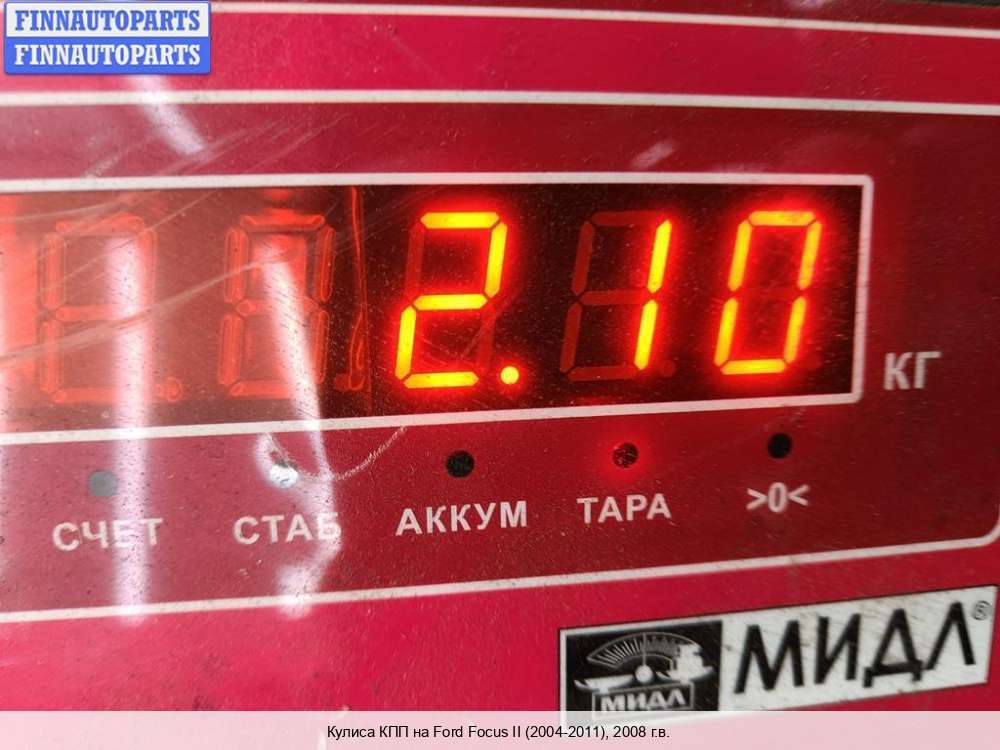 FINNAUTOPARTS
FINNAUTOPARTS
2.10
КГ
СЧЕТ СТАБ АККУМ ТАРА >0<
МИДЛ МИДЛ®
Кулиса КПП на Ford Focus II (2004-2011), 2008 г.в.